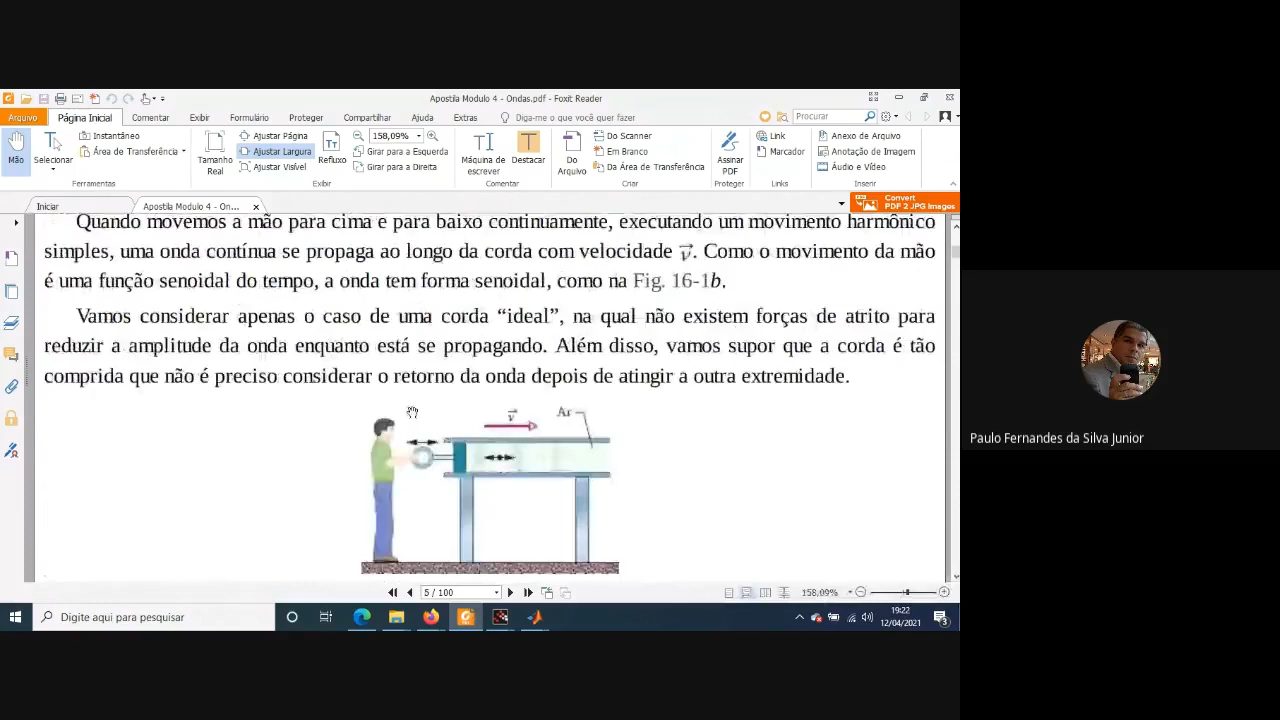 Apostila Modulo 4 - Ondas.pdf - Foxit Reader
Arquivo Página Inicial Comentar Exibir Formulário Proteger Compartilhar Ajuda Extras Diga-me o que você quer fazer Procurar
Mão
Selecionar
Instantâneo
Área de Transferência
Ferramentas
Tamanho Real
Ajustar Página
Ajustar Largura
Ajustar Visível
Refluxo
158,09%
Girar para a Esquerda
Girar para a Direita
Exibir
Máquina de escrever
Destacar
Comentar
Do Arquivo
Do Scanner
Em Branco
Da Área de Transferência
Criar
Assinar PDF
Proteger
Link
Marcador
Links
Anexo de Arquivo
Anotação de Imagem
Áudio e Vídeo
Inserir
Iniciar
Apostila Modulo 4 - On...
Convert
PDF 2 JPG Images
Quando movemos a mão para cima e para baixo continuamente, executando um movimento harmônico
simples, uma onda contínua se propaga ao longo da corda com velocidade v⃗. Como o movimento da mão
é uma função senoidal do tempo, a onda tem forma senoidal, como na Fig. 16-1b.
Vamos considerar apenas o caso de uma corda “ideal”, na qual não existem forças de atrito para
reduzir a amplitude da onda enquanto está se propagando. Além disso, vamos supor que a corda é tão
comprida que não é preciso considerar o retorno da onda depois de atingir a outra extremidade.
v⃗
Ar
Paulo Fernandes da Silva Junior
5 / 100
158,09%
Digite aqui para pesquisar
19:22
12/04/2021
3